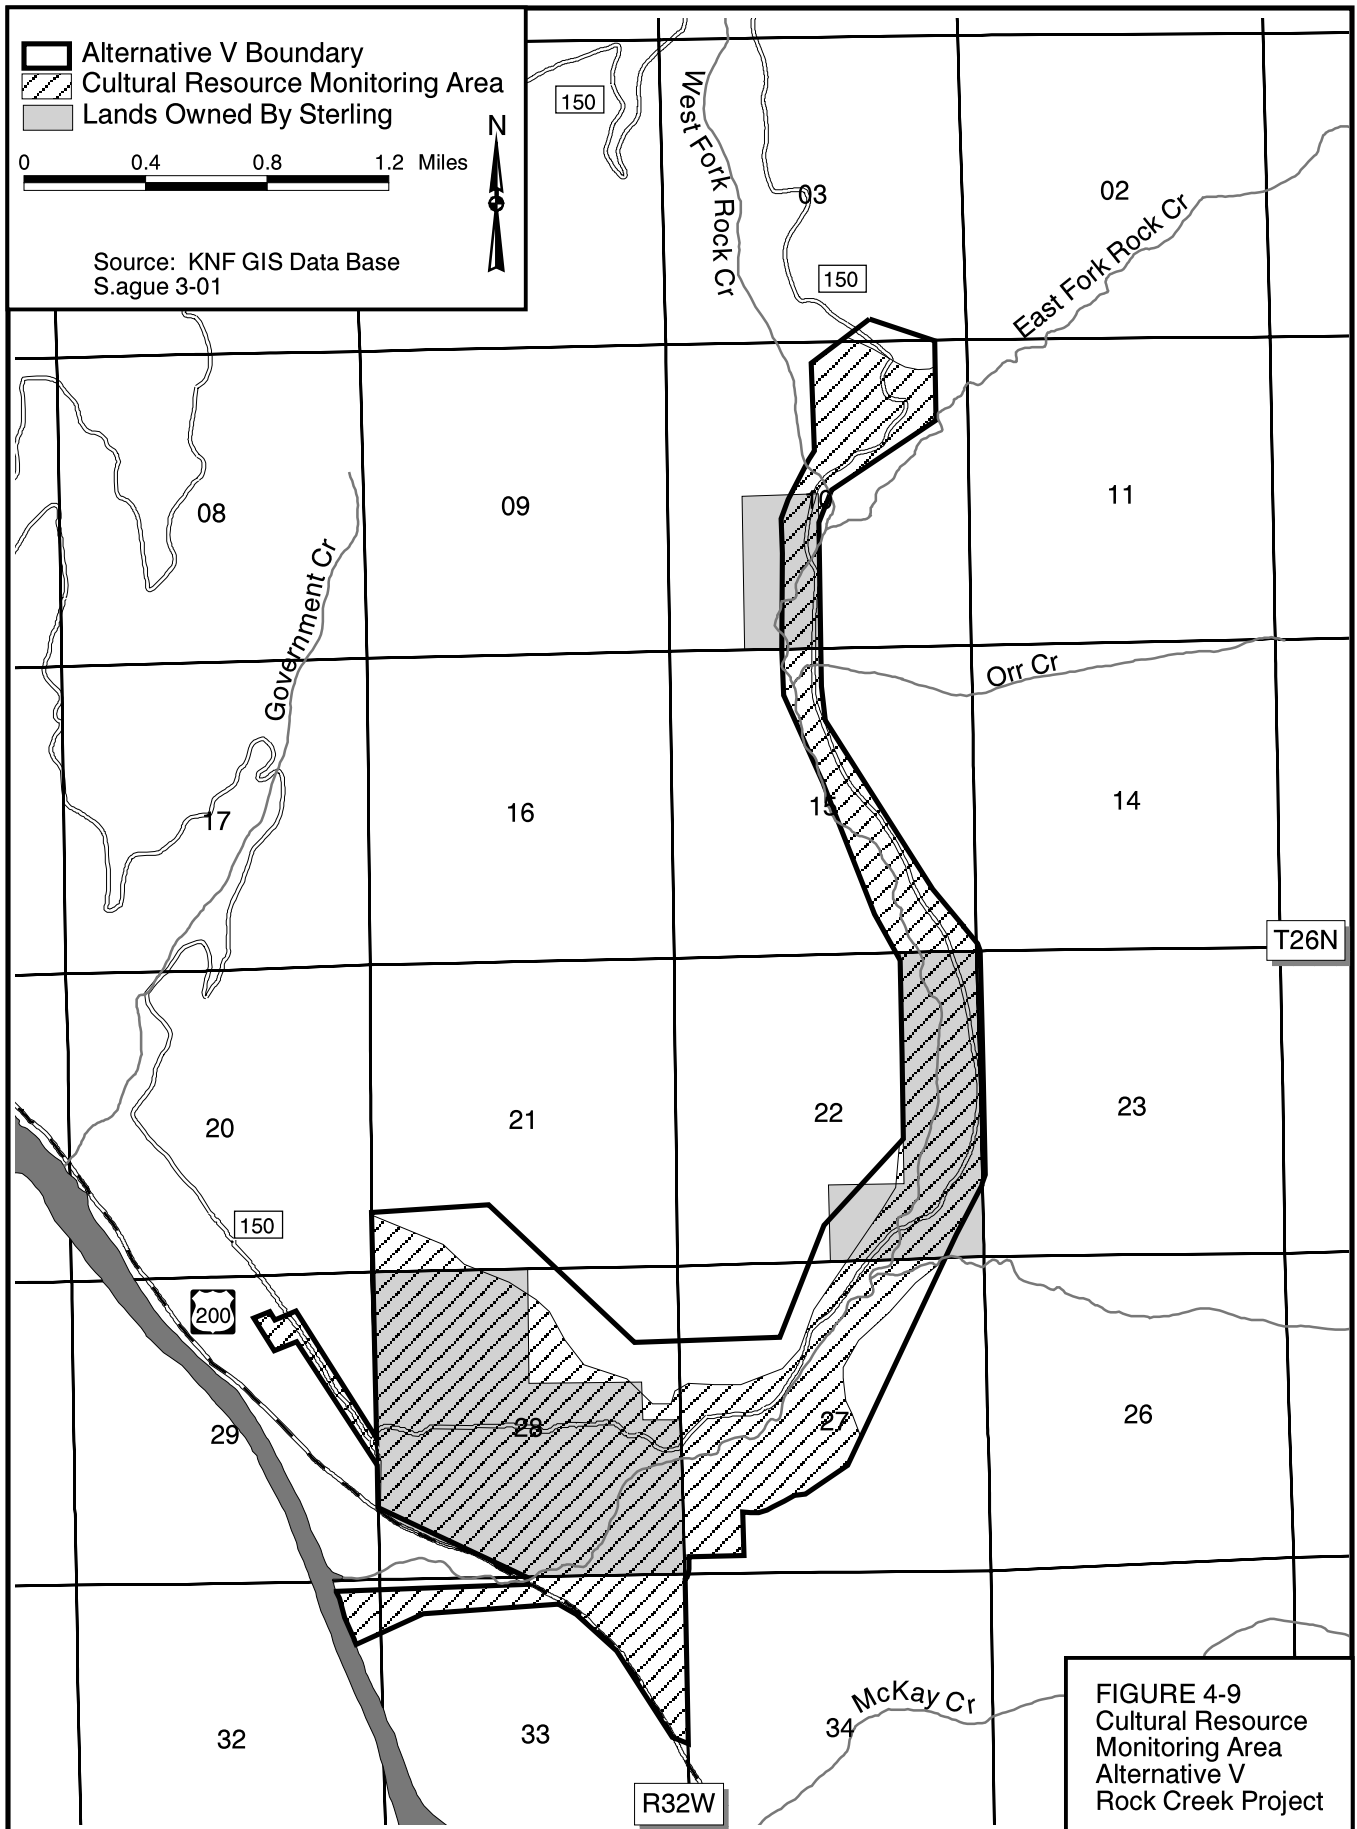 Alternative V Boundary
Cultural Resource Monitoring Area
Lands Owned By Sterling
N
0 0.4 0.8 1.2 Miles
Source: KNF GIS Data Base
S.ague 3-01
150
West Fork Rock Cr
03
02
East Fork Rock Cr
150
08
09
10
11
Government Cr
Orr Cr
17
16
15
14
T26N
20
21
22
23
150
200
29
28
27
26
32
33
34
McKay Cr
R32W
FIGURE 4-9
Cultural Resource
Monitoring Area
Alternative V
Rock Creek Project